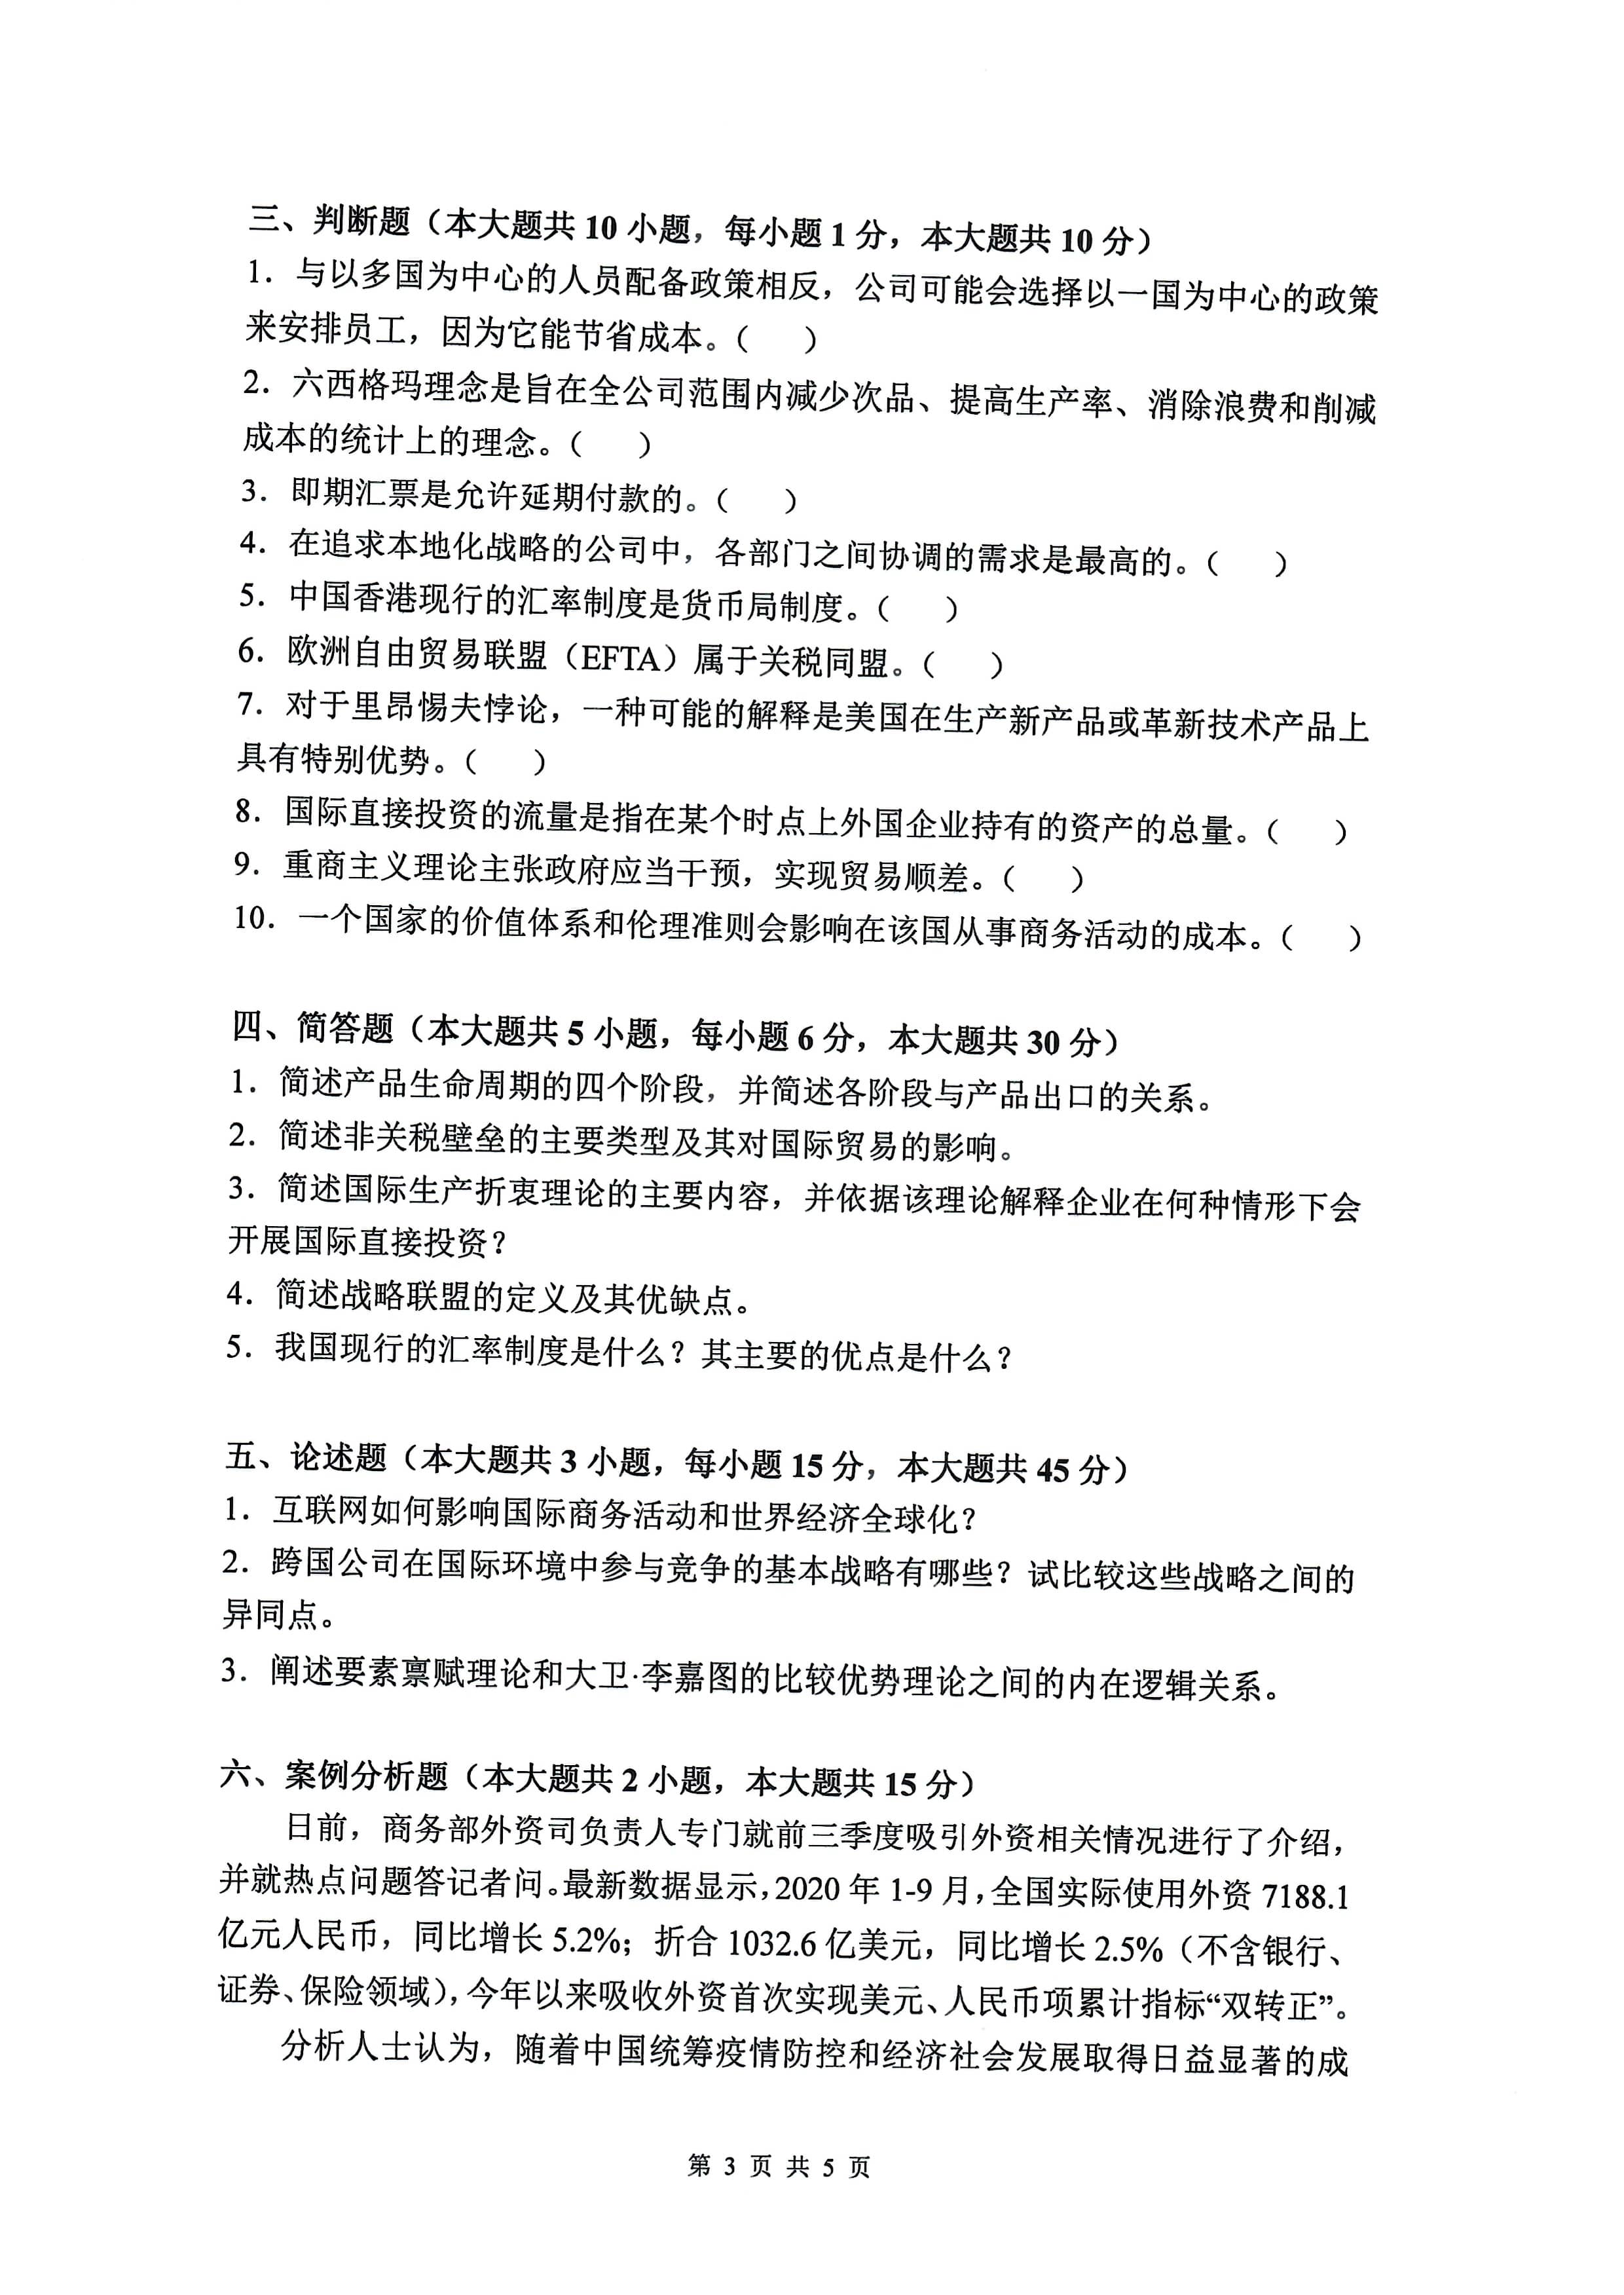 三、判断题（本大题共 10 小题，每小题 1 分，本大题共 10 分）
1．与以多国为中心的人员配备政策相反，公司可能会选择以一国为中心的政策
来安排员工，因为它能节省成本。（　　）
2．六西格玛理念是旨在全公司范围内减少次品、提高生产率、消除浪费和削减
成本的统计上的理念。（　　）
3．即期汇票是允许延期付款的。（　　）
4．在追求本地化战略的公司中，各部门之间协调的需求是最高的。（　　）
5．中国香港现行的汇率制度是货币局制度。（　　）
6．欧洲自由贸易联盟（EFTA）属于关税同盟。（　　）
7．对于里昂惕夫悖论，一种可能的解释是美国在生产新产品或革新技术产品上
具有特别优势。（　　）
8．国际直接投资的流量是指在某个时点上外国企业持有的资产的总量。（　　）
9．重商主义理论主张政府应当干预，实现贸易顺差。（　　）
10．一个国家的价值体系和伦理准则会影响在该国从事商务活动的成本。（　　）
四、简答题（本大题共 5 小题，每小题 6 分，本大题共 30 分）
1．简述产品生命周期的四个阶段，并简述各阶段与产品出口的关系。
2．简述非关税壁垒的主要类型及其对国际贸易的影响。
3．简述国际生产折衷理论的主要内容，并依据该理论解释企业在何种情形下会
开展国际直接投资？
4．简述战略联盟的定义及其优缺点。
5．我国现行的汇率制度是什么？其主要的优点是什么？
五、论述题（本大题共 3 小题，每小题 15 分，本大题共 45 分）
1．互联网如何影响国际商务活动和世界经济全球化？
2．跨国公司在国际环境中参与竞争的基本战略有哪些？试比较这些战略之间的
异同点。
3．阐述要素禀赋理论和大卫·李嘉图的比较优势理论之间的内在逻辑关系。
六、案例分析题（本大题共 2 小题，本大题共 15 分）
日前，商务部外资司负责人专门就前三季度吸引外资相关情况进行了介绍，
并就热点问题答记者问。最新数据显示，2020 年 1-9 月，全国实际使用外资 7188.1
亿元人民币，同比增长 5.2%；折合 1032.6 亿美元，同比增长 2.5%（不含银行、
证券、保险领域），今年以来吸收外资首次实现美元、人民币项累计指标“双转正”。
分析人士认为，随着中国统筹疫情防控和经济社会发展取得日益显著的成
第 3 页 共 5 页